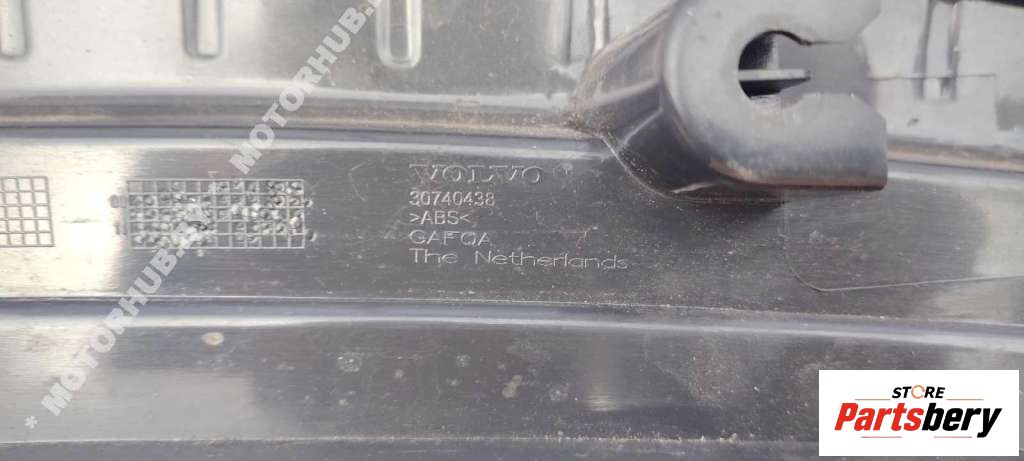 VOLVO
30740438
>ABS<
GAFQA
The Netherlands
* MOTORHUB.B
MOTORHUB.
STORE
Partsbery